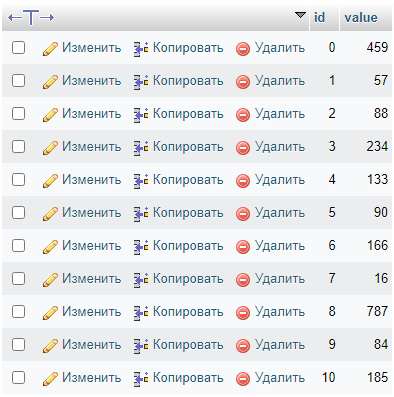 id value
Изменить Копировать Удалить 0 459
Изменить Копировать Удалить 1 57
Изменить Копировать Удалить 2 88
Изменить Копировать Удалить 3 234
Изменить Копировать Удалить 4 133
Изменить Копировать Удалить 5 90
Изменить Копировать Удалить 6 166
Изменить Копировать Удалить 7 16
Изменить Копировать Удалить 8 787
Изменить Копировать Удалить 9 84
Изменить Копировать Удалить 10 185